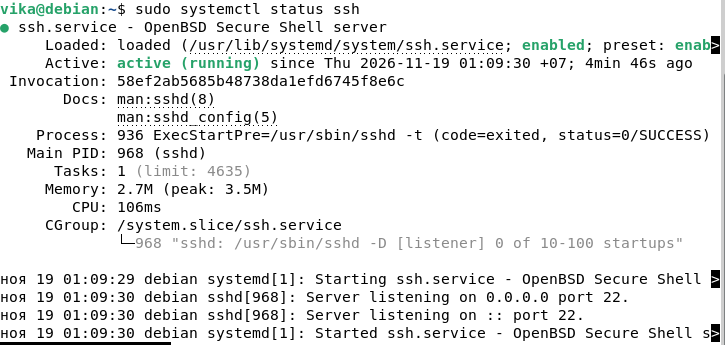 vika@debian:~$ sudo systemctl status ssh
● ssh.service - OpenBSD Secure Shell server
Loaded: loaded (/usr/lib/systemd/system/ssh.service; enabled; preset: enab>
Active: active (running) since Thu 2026-11-19 01:09:30 +07; 4min 46s ago
Invocation: 58ef2ab5685b48738da1efd6745f8e6c
Docs: man:sshd(8)
man:sshd_config(5)
Process: 936 ExecStartPre=/usr/sbin/sshd -t (code=exited, status=0/SUCCESS)
Main PID: 968 (sshd)
Tasks: 1 (limit: 4635)
Memory: 2.7M (peak: 3.5M)
CPU: 106ms
CGroup: /system.slice/ssh.service
└─968 "sshd: /usr/sbin/sshd -D [listener] 0 of 10-100 startups"
ноя 19 01:09:29 debian systemd[1]: Starting ssh.service - OpenBSD Secure Shell >
ноя 19 01:09:30 debian sshd[968]: Server listening on 0.0.0.0 port 22.
ноя 19 01:09:30 debian sshd[968]: Server listening on :: port 22.
ноя 19 01:09:30 debian systemd[1]: Started ssh.service - OpenBSD Secure Shell s>